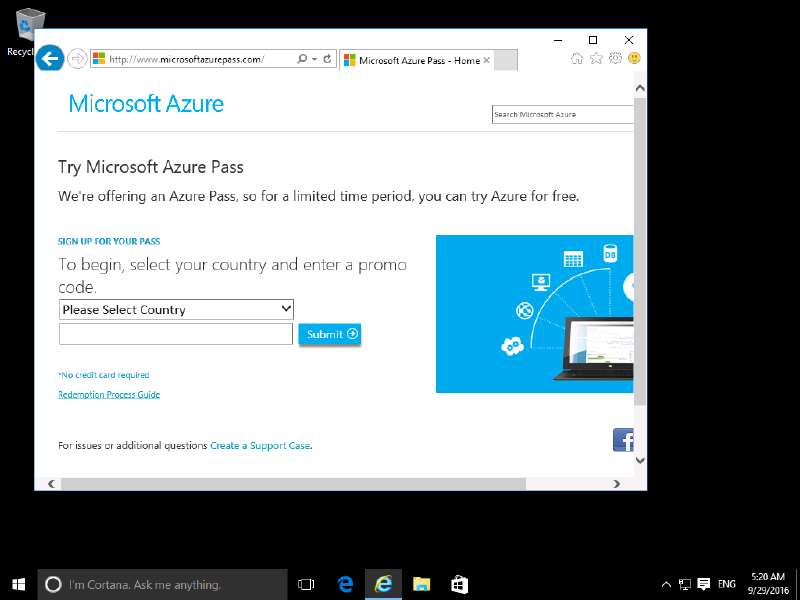 Recycl
http://www.microsoftazurepass.com/
Microsoft Azure Pass - Home
Microsoft Azure
Search Microsoft Azure
Try Microsoft Azure Pass
We're offering an Azure Pass, so for a limited time period, you can try Azure for free.
SIGN UP FOR YOUR PASS
To begin, select your country and enter a promo
code.
Please Select Country
Submit
*No credit card required
Redemption Process Guide
For issues or additional questions Create a Support Case.
DB
f
I'm Cortana. Ask me anything.
ENG
5:20 AM
9/29/2016